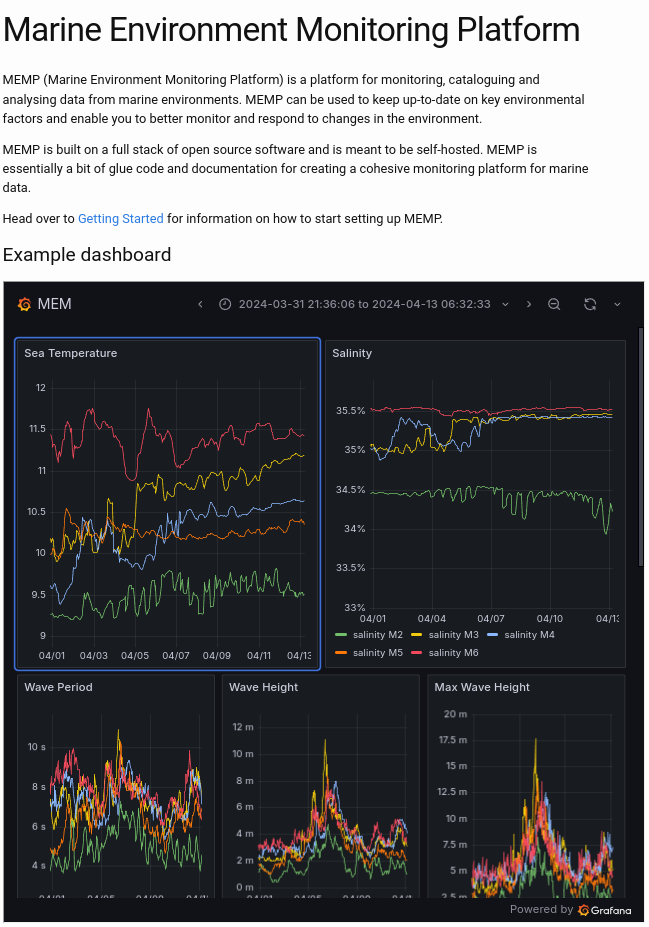 Marine Environment Monitoring Platform
MEMP (Marine Environment Monitoring Platform) is a platform for monitoring, cataloguing and
analysing data from marine environments. MEMP can be used to keep up-to-date on key environmental
factors and enable you to better monitor and respond to changes in the environment.
MEMP is built on a full stack of open source software and is meant to be self-hosted. MEMP is
essentially a bit of glue code and documentation for creating a cohesive monitoring platform for marine
data.
Head over to Getting Started for information on how to start setting up MEMP.
Example dashboard
MEM
2024-03-31 21:36:06 to 2024-04-13 06:32:33
Sea Temperature
12
11.5
11
10.5
10
9.5
9
04/01 04/03 04/05 04/07 04/09 04/11 04/13
Salinity
35.5%
35%
34.5%
34%
33.5%
33%
04/01 04/04 04/07 04/10 04/13
salinity M2 salinity M3 salinity M4
salinity M5 salinity M6
Wave Period
10 s
8 s
6 s
4 s
Wave Height
12 m
10 m
8 m
6 m
4 m
2 m
0 m
Max Wave Height
20 m
17.5 m
15 m
12.5 m
10 m
7.5 m
5 m
2.5 m
Powered by Grafana